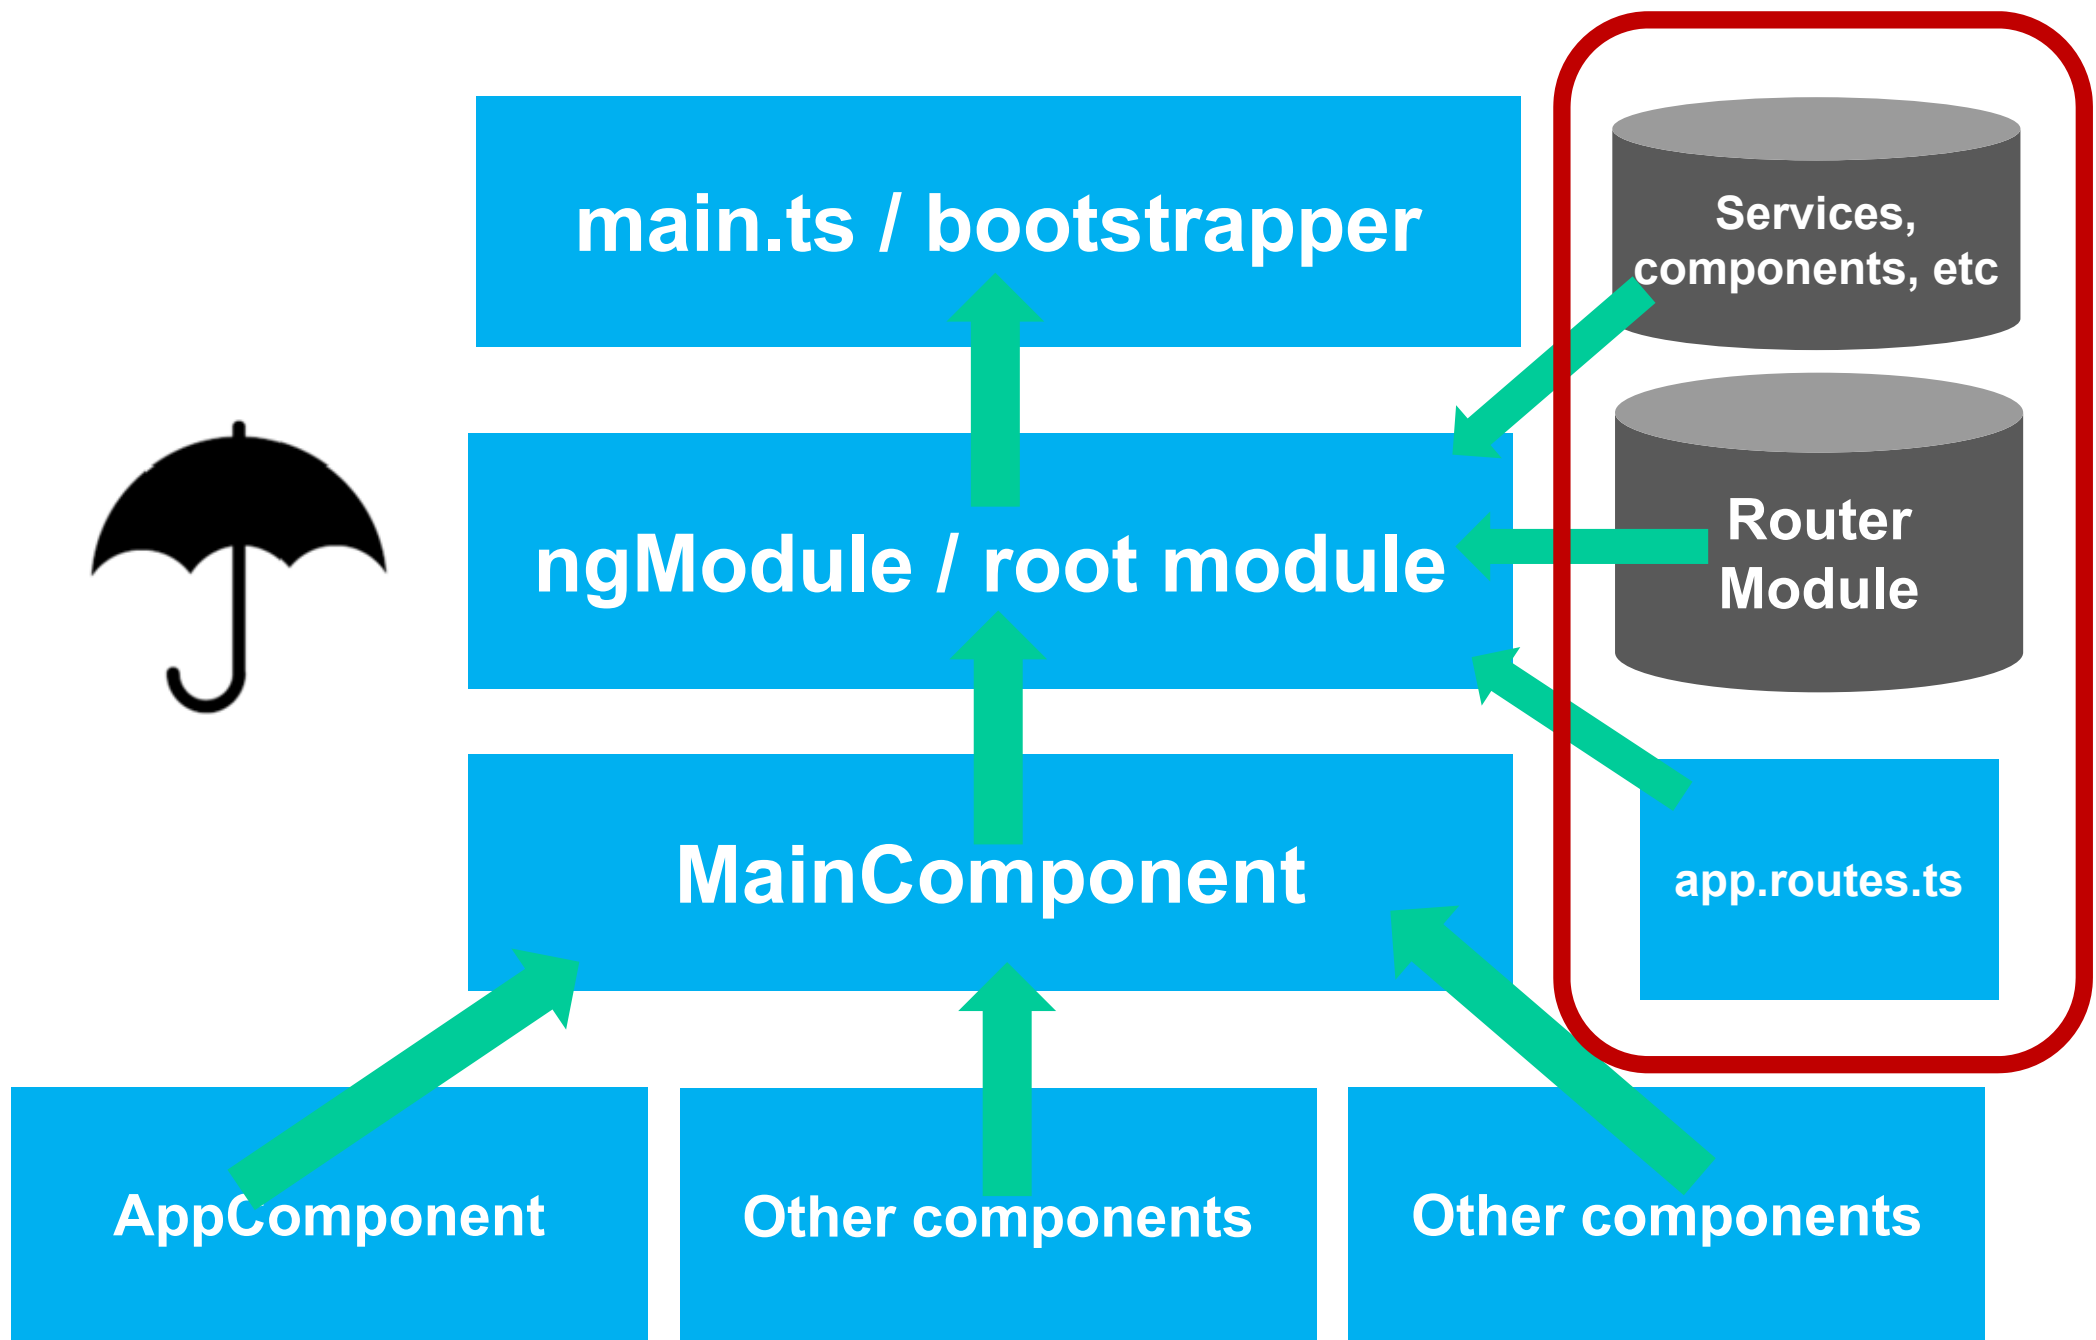 main.ts / bootstrapper
Services,
components, etc
ngModule / root module
Router
Module
MainComponent
app.routes.ts
AppComponent
Other components
Other components